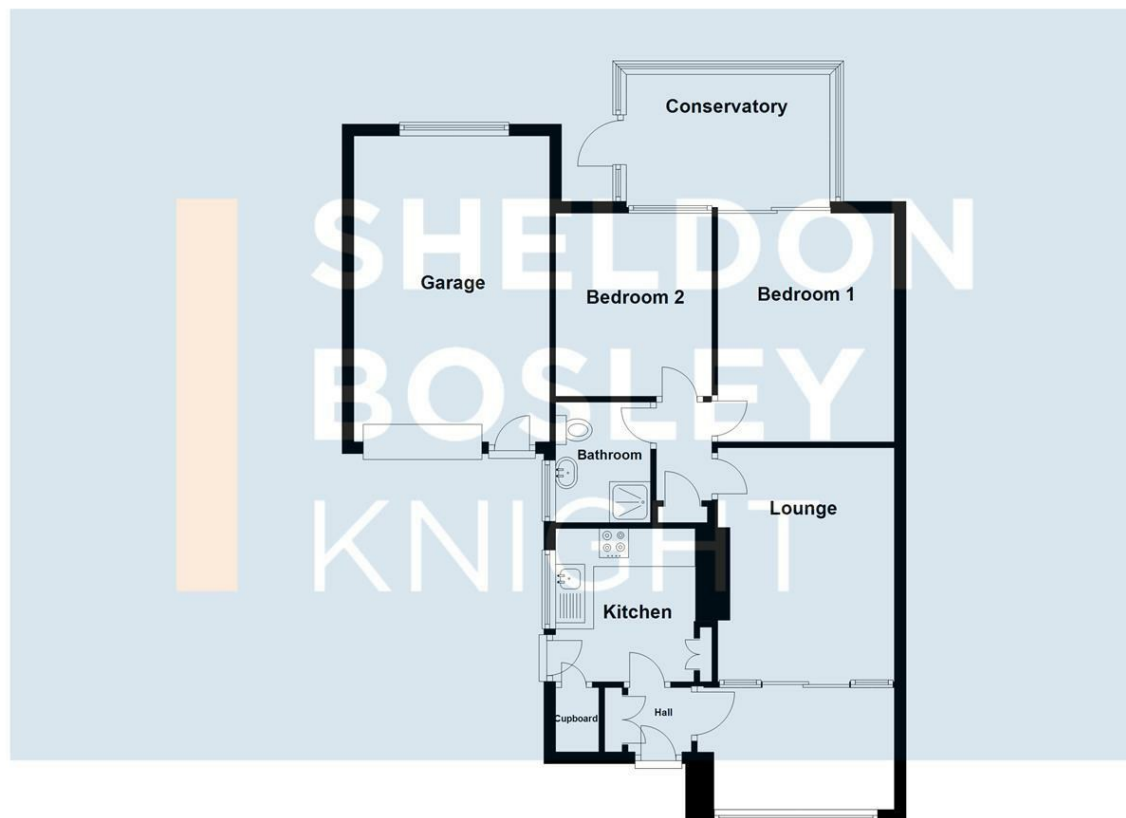 Conservatory
SHELDON
Garage
Bedroom 2
Bedroom 1
BOSLEY
Bathroom
Lounge
KNIGHT
Kitchen
Cupboard
Hall